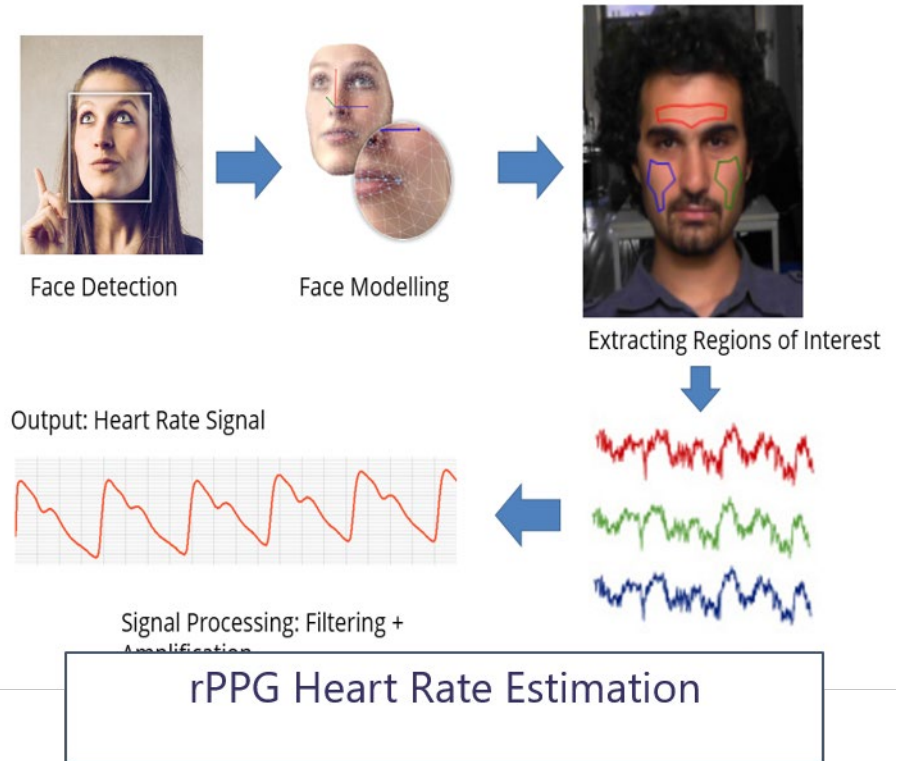 Face Detection
Face Modelling
Extracting Regions of Interest
Output: Heart Rate Signal
Signal Processing: Filtering +
Amplification
rPPG Heart Rate Estimation